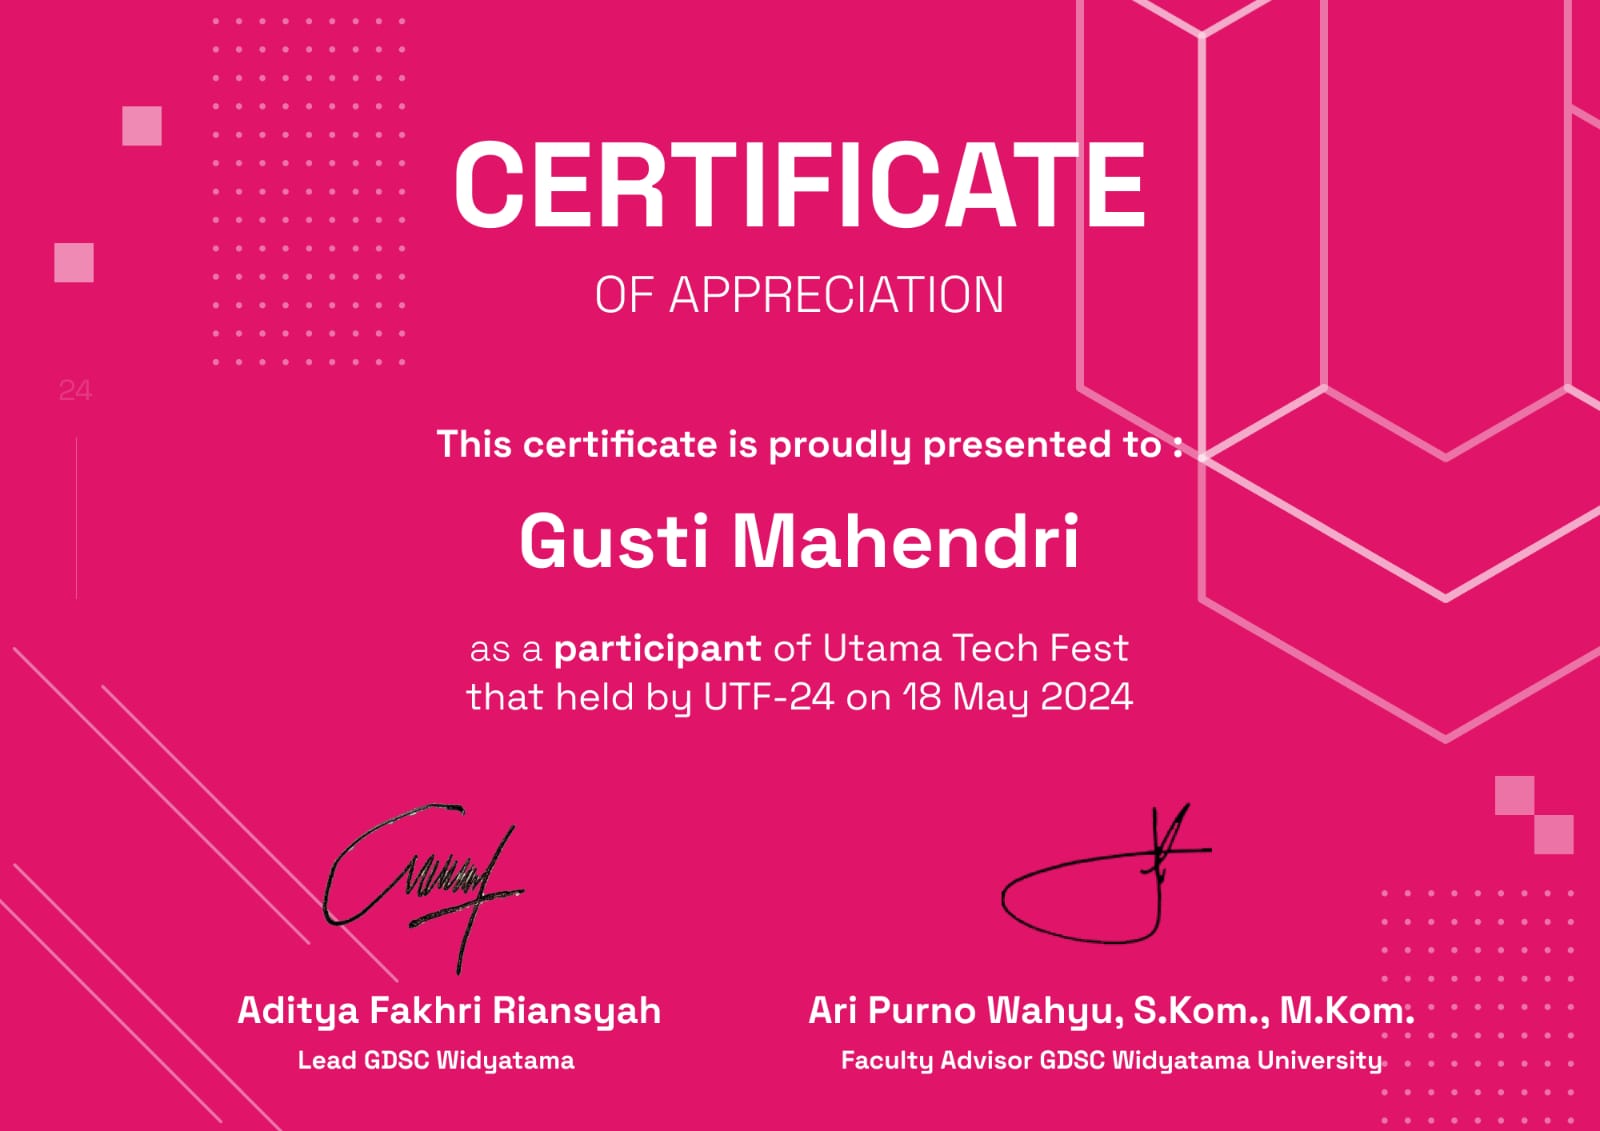 CERTIFICATE
OF APPRECIATION
24
This certificate is proudly presented to :
Gusti Mahendri
as a participant of Utama Tech Fest
that held by UTF-24 on 18 May 2024
Aditya Fakhri Riansyah
Lead GDSC Widyatama
Ari Purno Wahyu, S.Kom., M.Kom.
Faculty Advisor GDSC Widyatama University